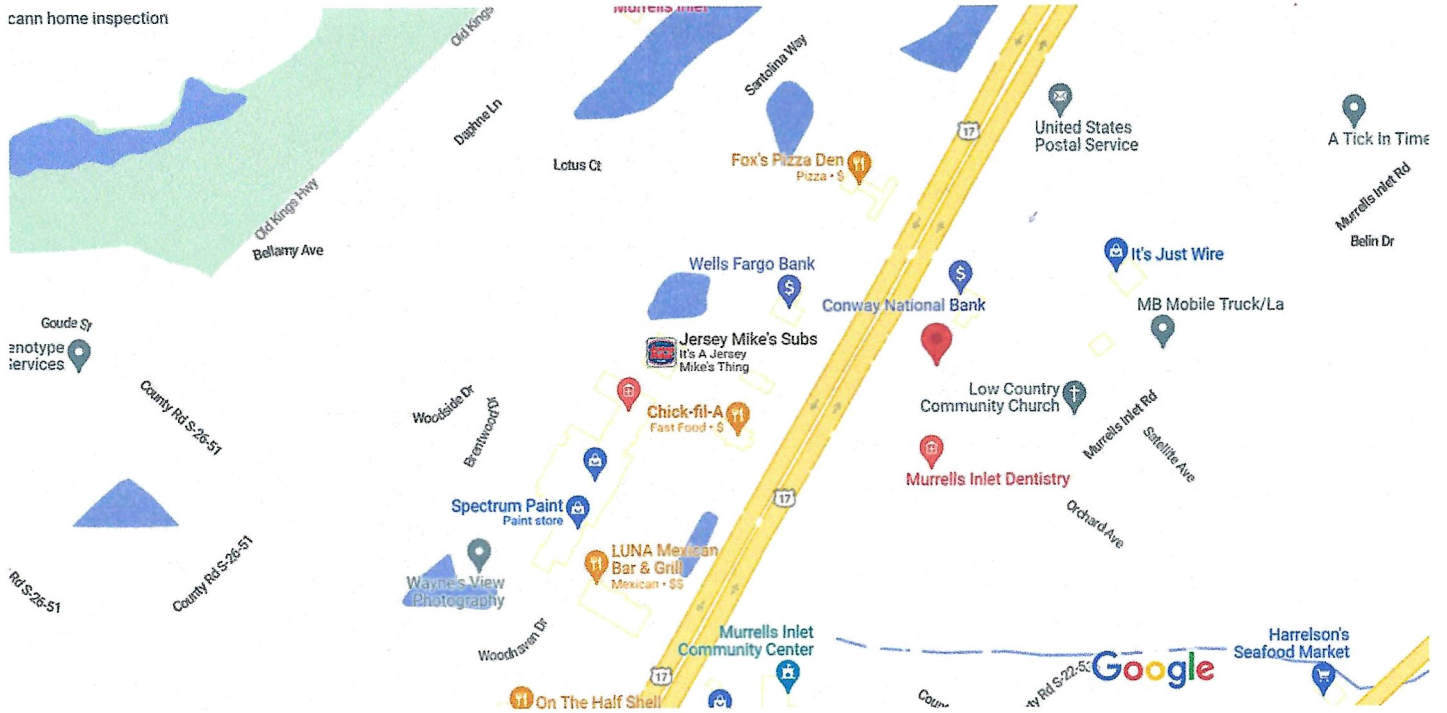 cann home inspection
Old Kings
Murrells Inlet
Santolina Way
Daphne Ln
Lotus Ct
Fox's Pizza Den
Pizza • $
17
United States
Postal Service
A Tick In Time
Murrells Inlet Rd
Belin Dr
Old Kings Hwy
Bellamy Ave
Wells Fargo Bank
$
Conway National Bank
$
It's Just Wire
MB Mobile Truck/La
Goude St
enotype
Services
Jersey Mike's Subs
It's A Jersey
Mike's Thing
Low Country
Community Church
County Rd S-26-51
Woodside Dr
Brentwood Dr
Chick-fil-A
Fast Food • $
Murrells Inlet Rd
Satellite Ave
Murrells Inlet Dentistry
17
Orchard Ave
Spectrum Paint
Paint store
LUNA Mexican
Bar & Grill
Mexican • $$
Wayne's View
Photography
Rd S-26-51
County Rd S-26-51
Woodhaven Dr
Murrells Inlet
Community Center
Harrelson's
Seafood Market
17
On The Half Shell
Google